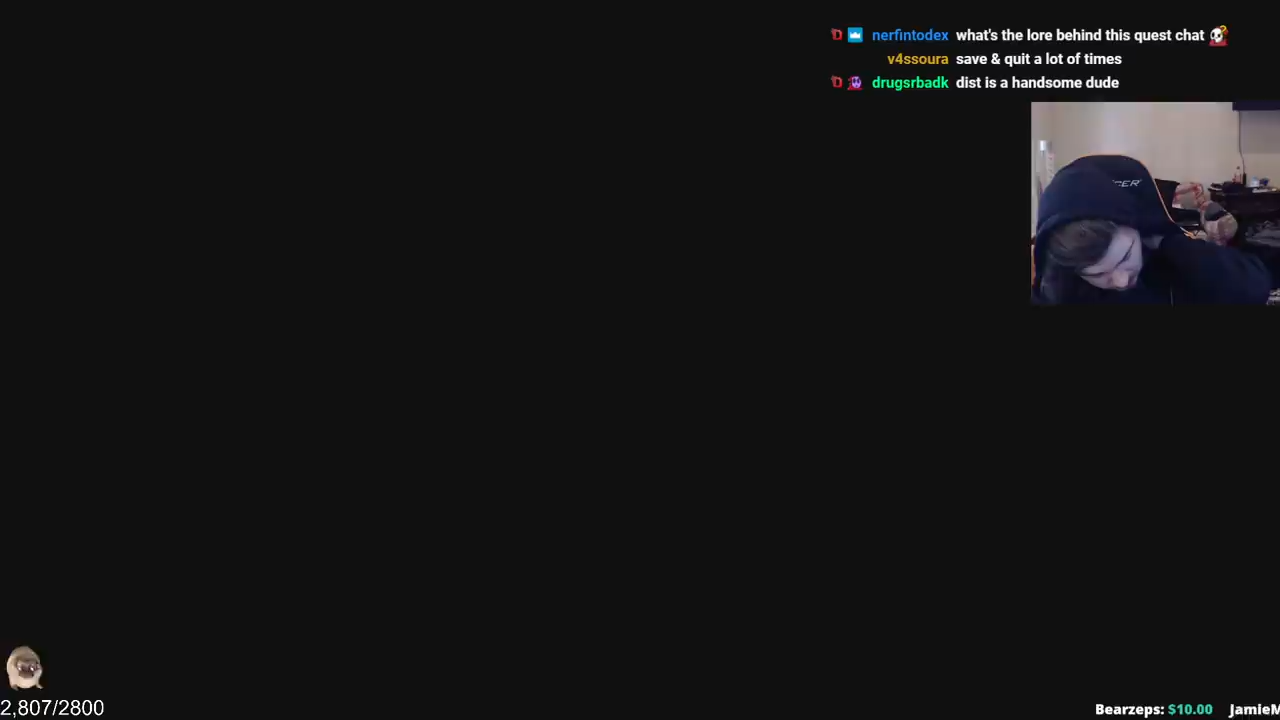 nerfintodex what's the lore behind this quest chat
v4ssoura save & quit a lot of times
drugsrbadk dist is a handsome dude
2,807/2800
Bearzeps: $10.00 JamieM